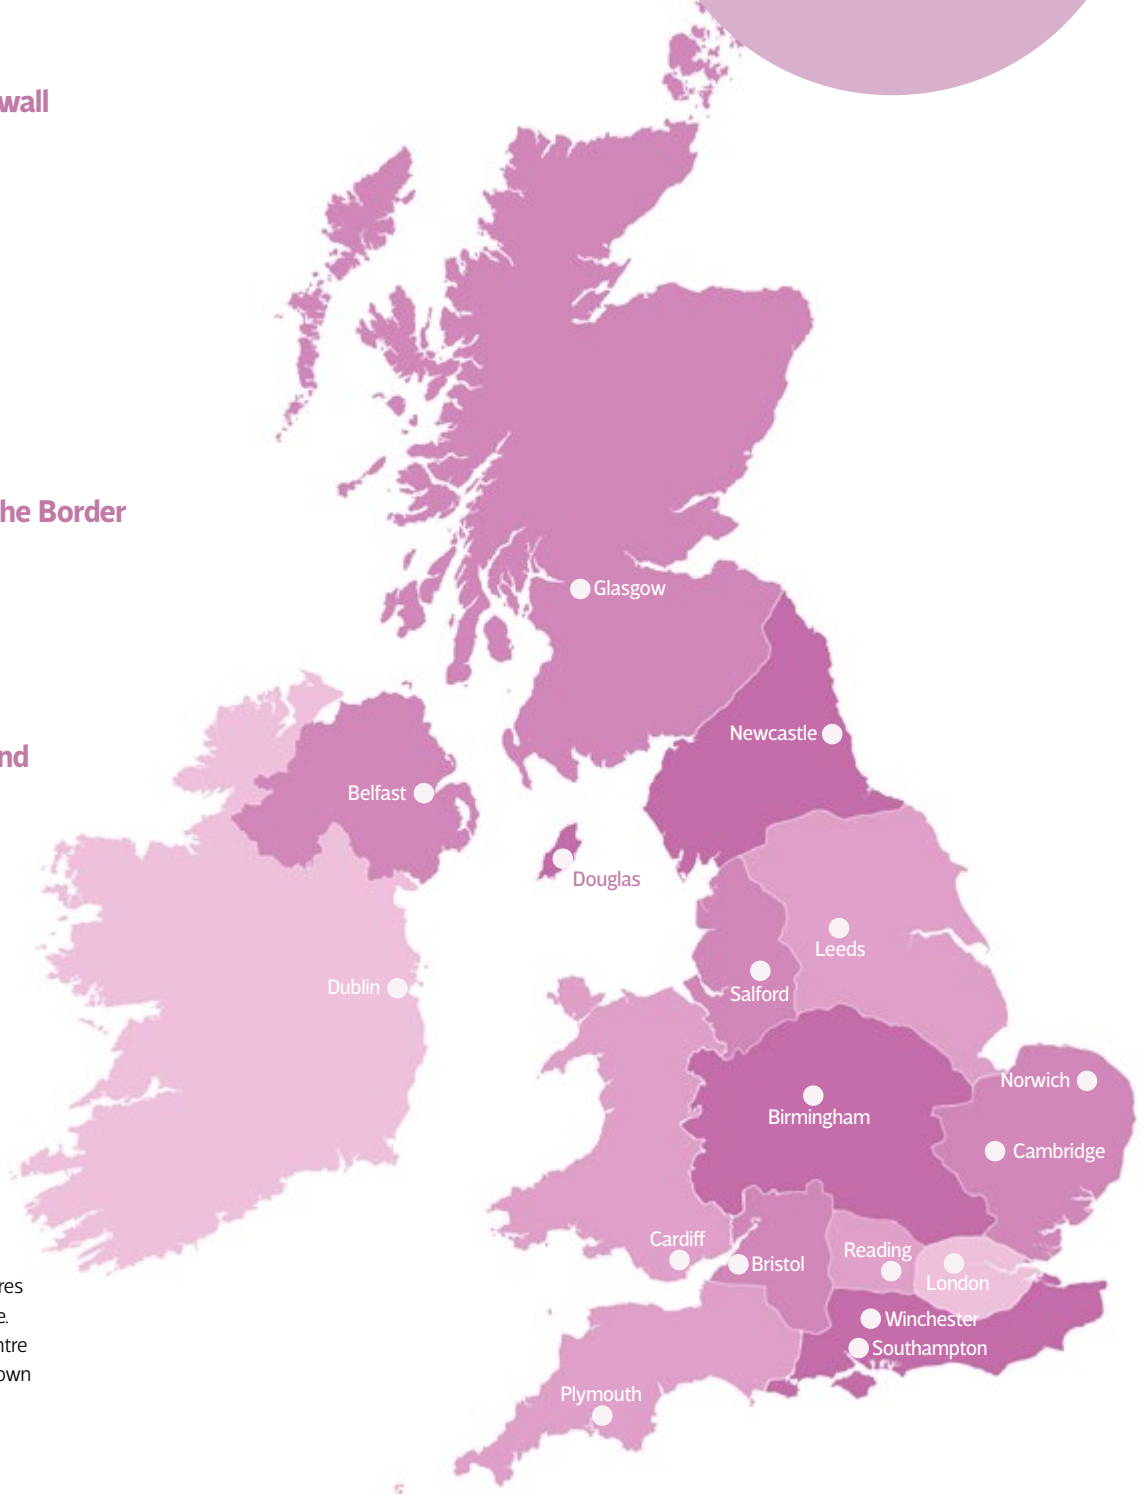 wall
he Border
Glasgow
Newcastle
nd
Belfast
Douglas
Leeds
Dublin
Salford
Norwich
Birmingham
Cambridge
Cardiff
Reading
Bristol
London
res
e.
Winchester
ntre
Southampton
own
Plymouth